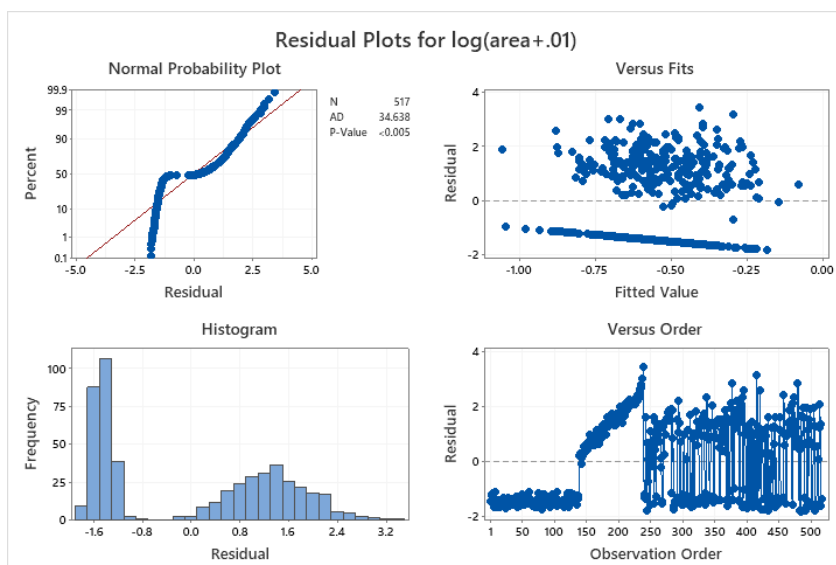 Residual Plots for log(area+.01)
Normal Probability Plot
99.9
99
90
50
10
1
0.1
Percent
-5.0 -2.5 0.0 2.5 5.0
Residual
N 517
AD 34.638
P-Value <0.005
Versus Fits
4
2
0
-2
Residual
-1.00 -0.75 -0.50 -0.25 0.00
Fitted Value
Histogram
100
75
50
25
0
Frequency
-1.6 -0.8 0.0 0.8 1.6 2.4 3.2
Residual
Versus Order
4
2
0
-2
Residual
1 50 100 150 200 250 300 350 400 450 500
Observation Order